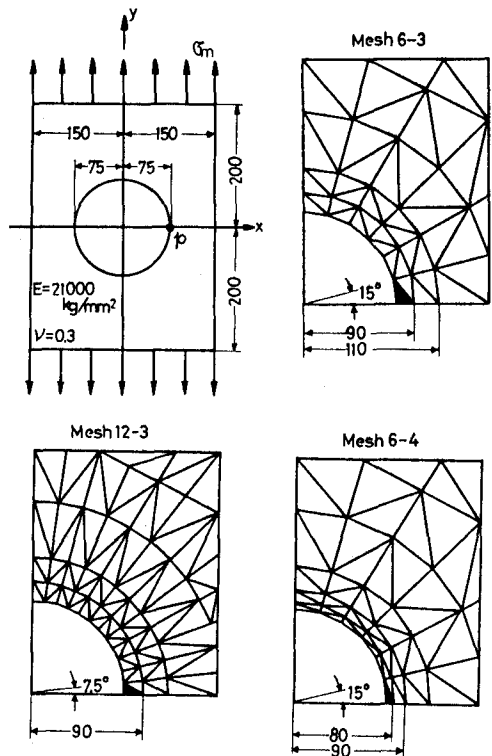 y
σm
Mesh 6-3
150
150
75
75
200
x
p
E=21000
kg/mm²
ν=0.3
200
15°
90
110
Mesh 12-3
Mesh 6-4
7.5°
15°
90
80
90